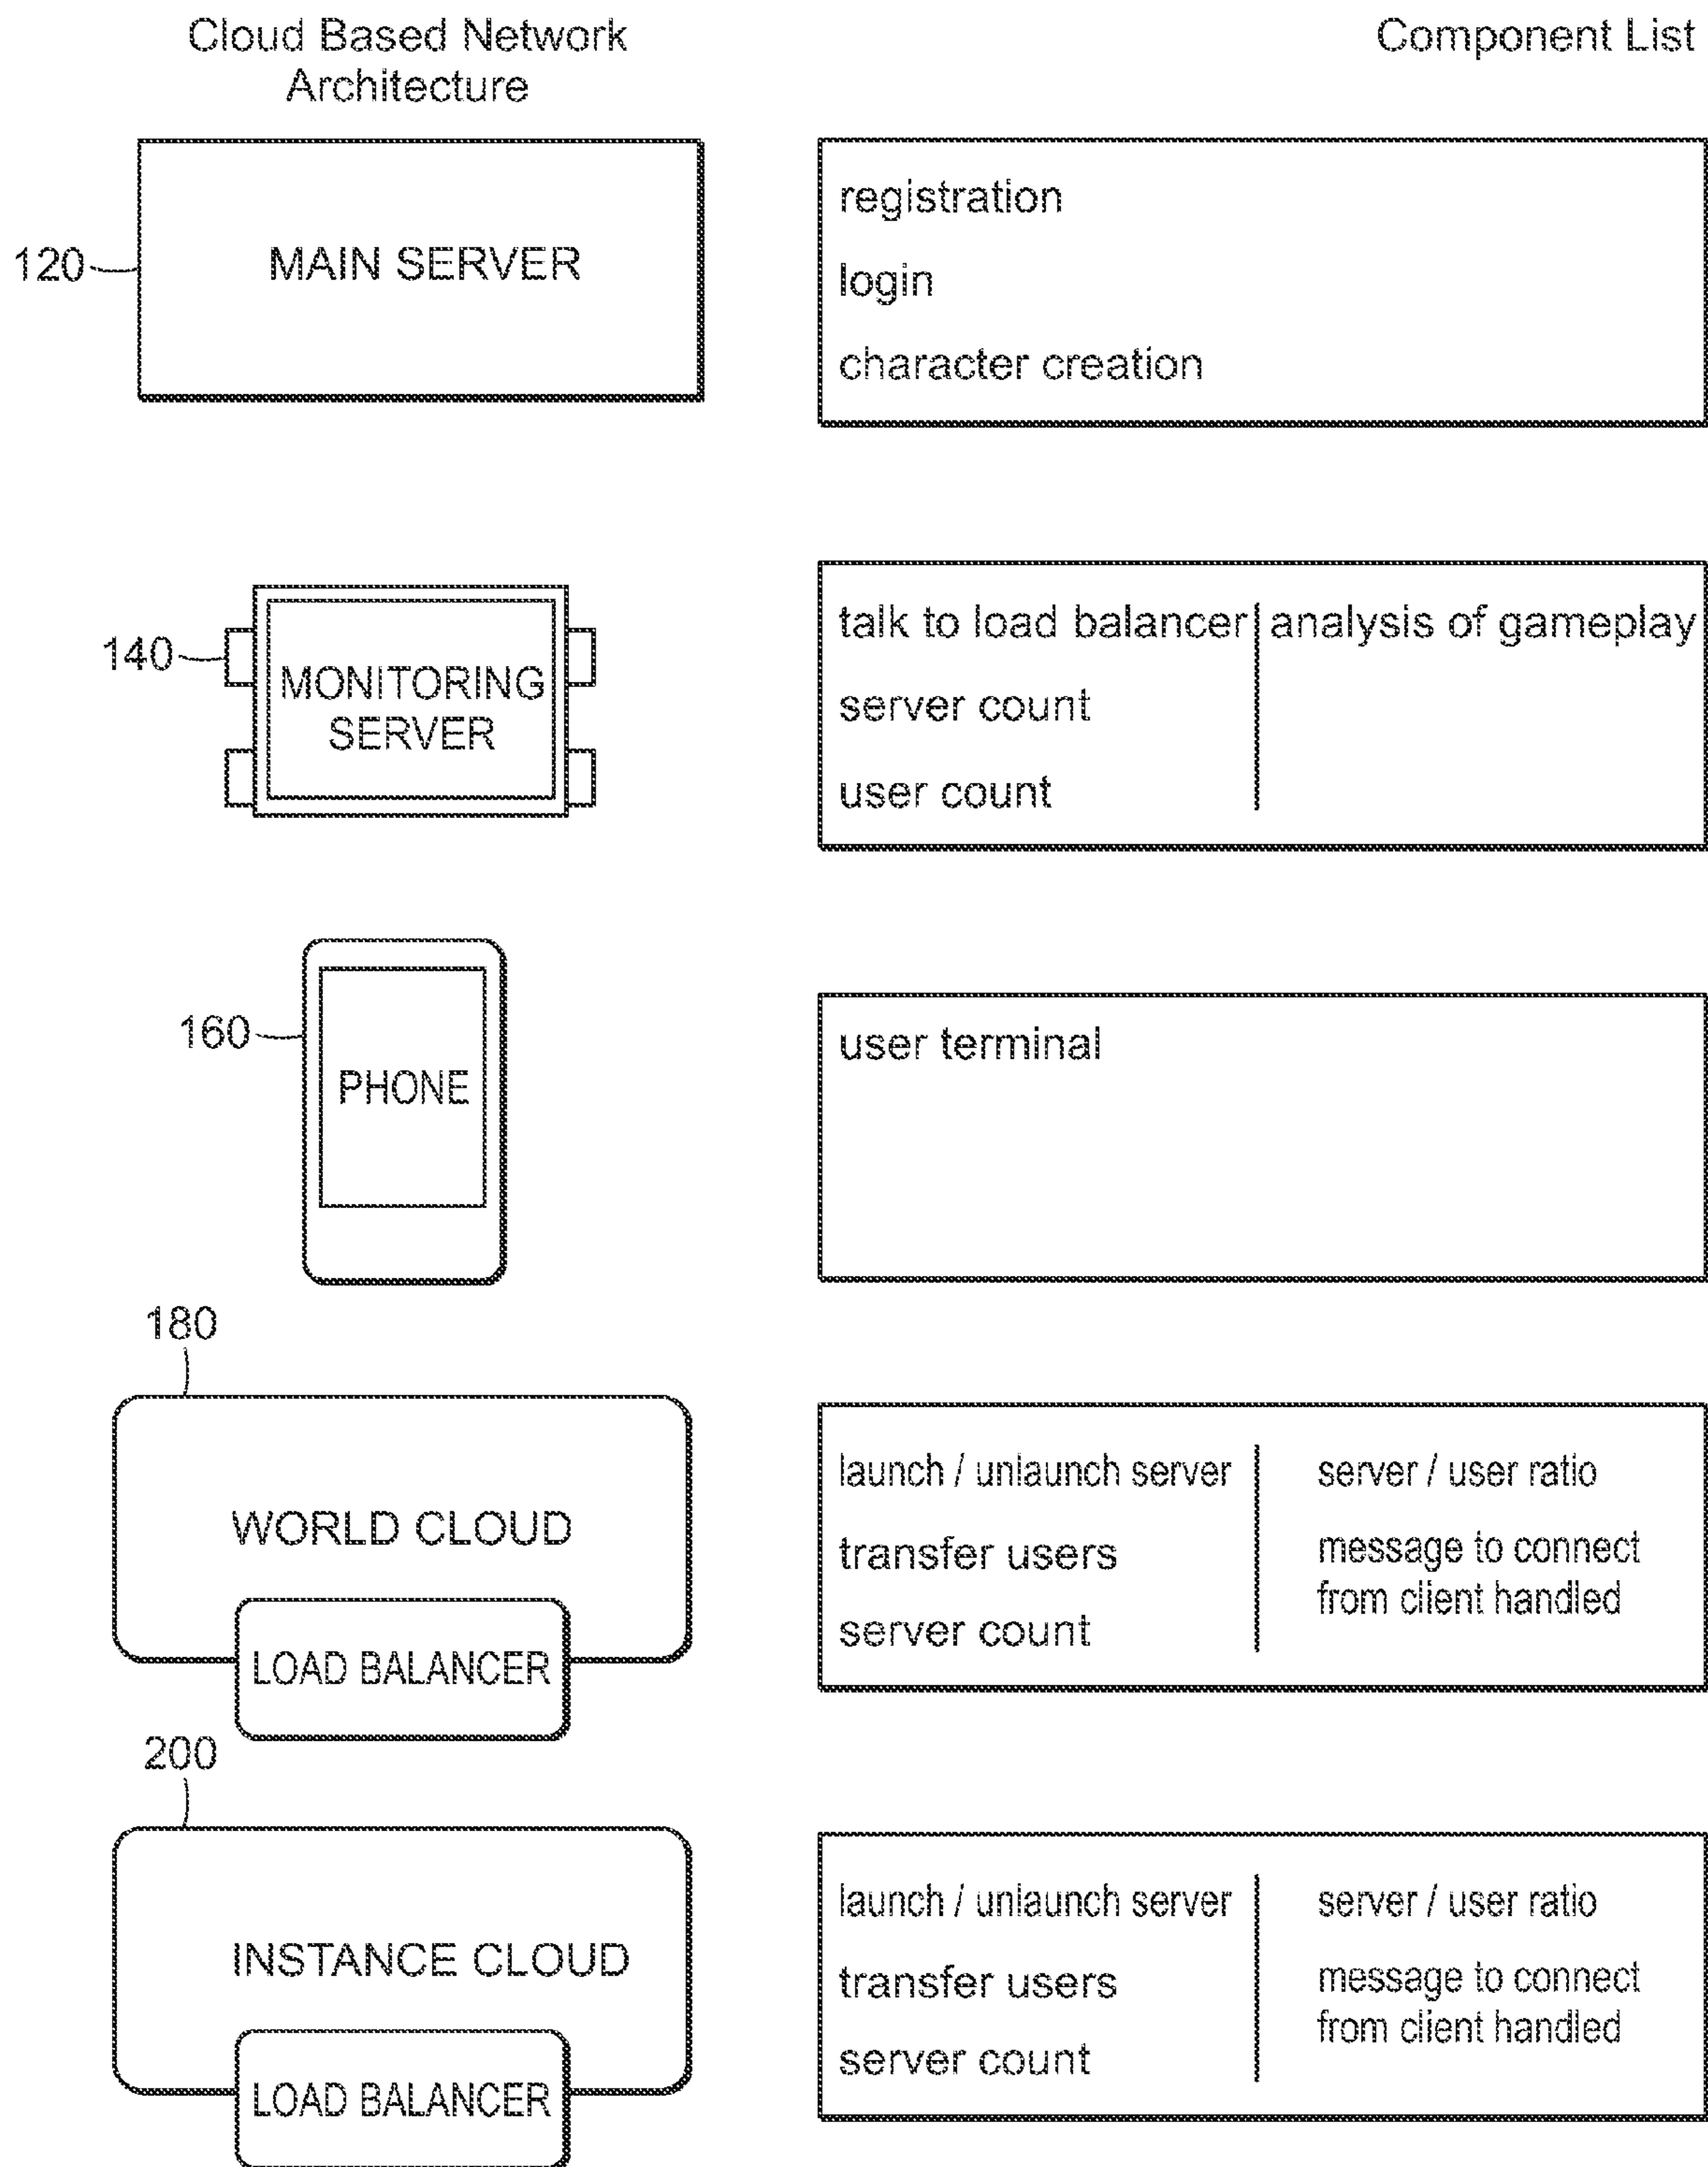 Cloud Based Network
Architecture
Component List
120
MAIN SERVER
registration
login
character creation
140
MONITORING
SERVER
talk to load balancer
server count
user count
analysis of gameplay
160
PHONE
user terminal
180
WORLD CLOUD
LOAD BALANCER
launch / unlaunch server
transfer users
server count
server / user ratio
message to connect
from client handled
200
INSTANCE CLOUD
LOAD BALANCER
launch / unlaunch server
transfer users
server count
server / user ratio
message to connect
from client handled